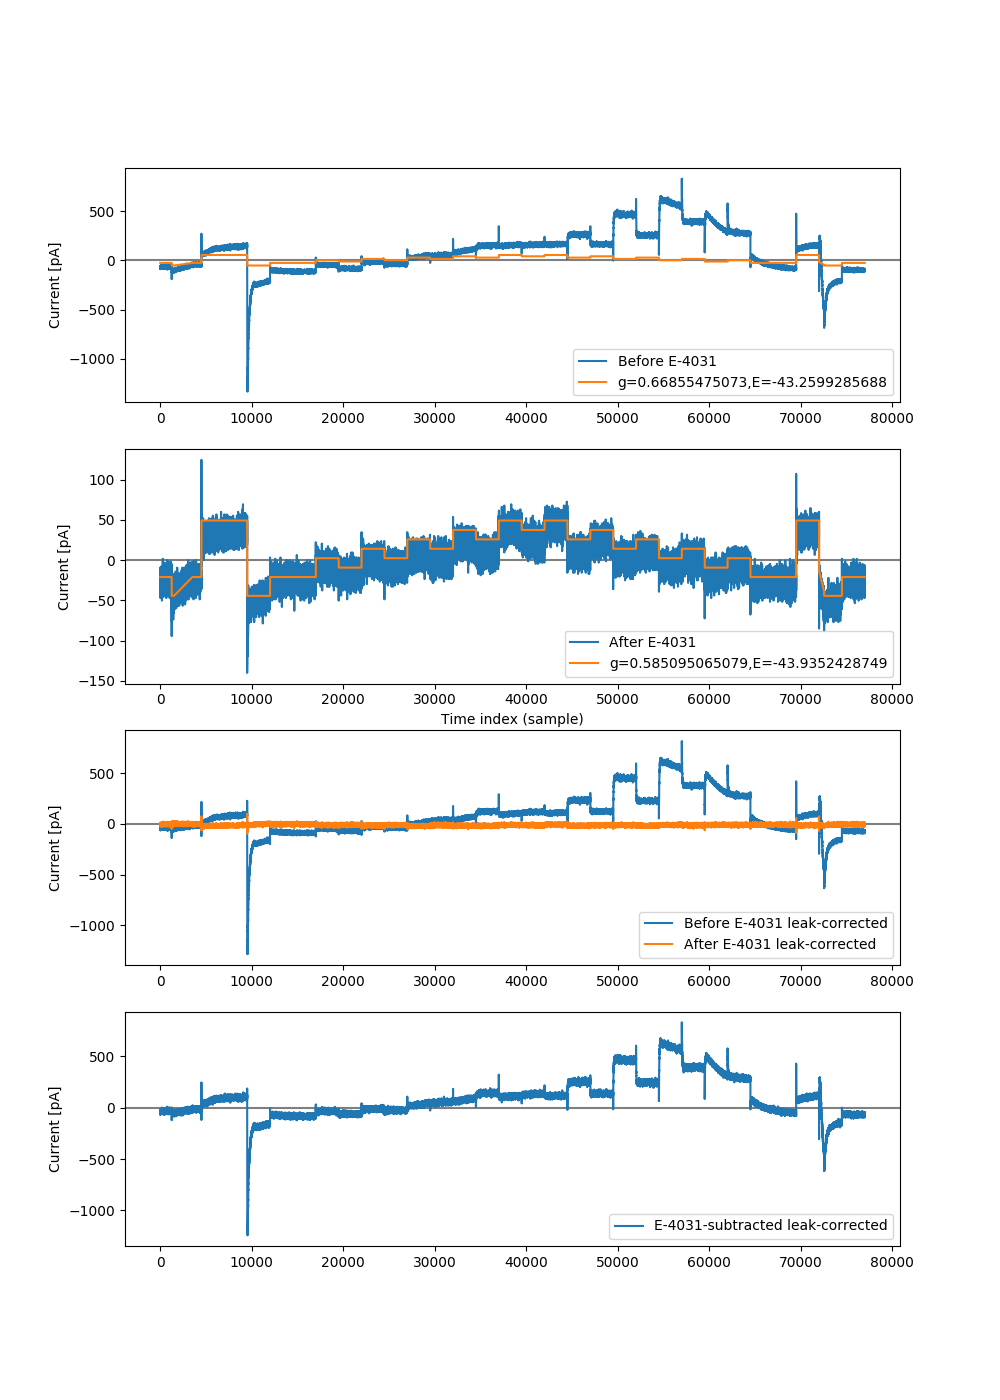 Current [pA]
500
0
−500
−1000
Before E-4031
g=0.66855475073,E=-43.2599285688
0 10000 20000 30000 40000 50000 60000 70000 80000
Current [pA]
100
50
0
−50
−100
−150
After E-4031
g=0.585095065079,E=-43.9352428749
0 10000 20000 30000 40000 50000 60000 70000 80000
Time index (sample)
Current [pA]
500
0
−500
−1000
Before E-4031 leak-corrected
After E-4031 leak-corrected
0 10000 20000 30000 40000 50000 60000 70000 80000
Current [pA]
500
0
−500
−1000
E-4031-subtracted leak-corrected
0 10000 20000 30000 40000 50000 60000 70000 80000